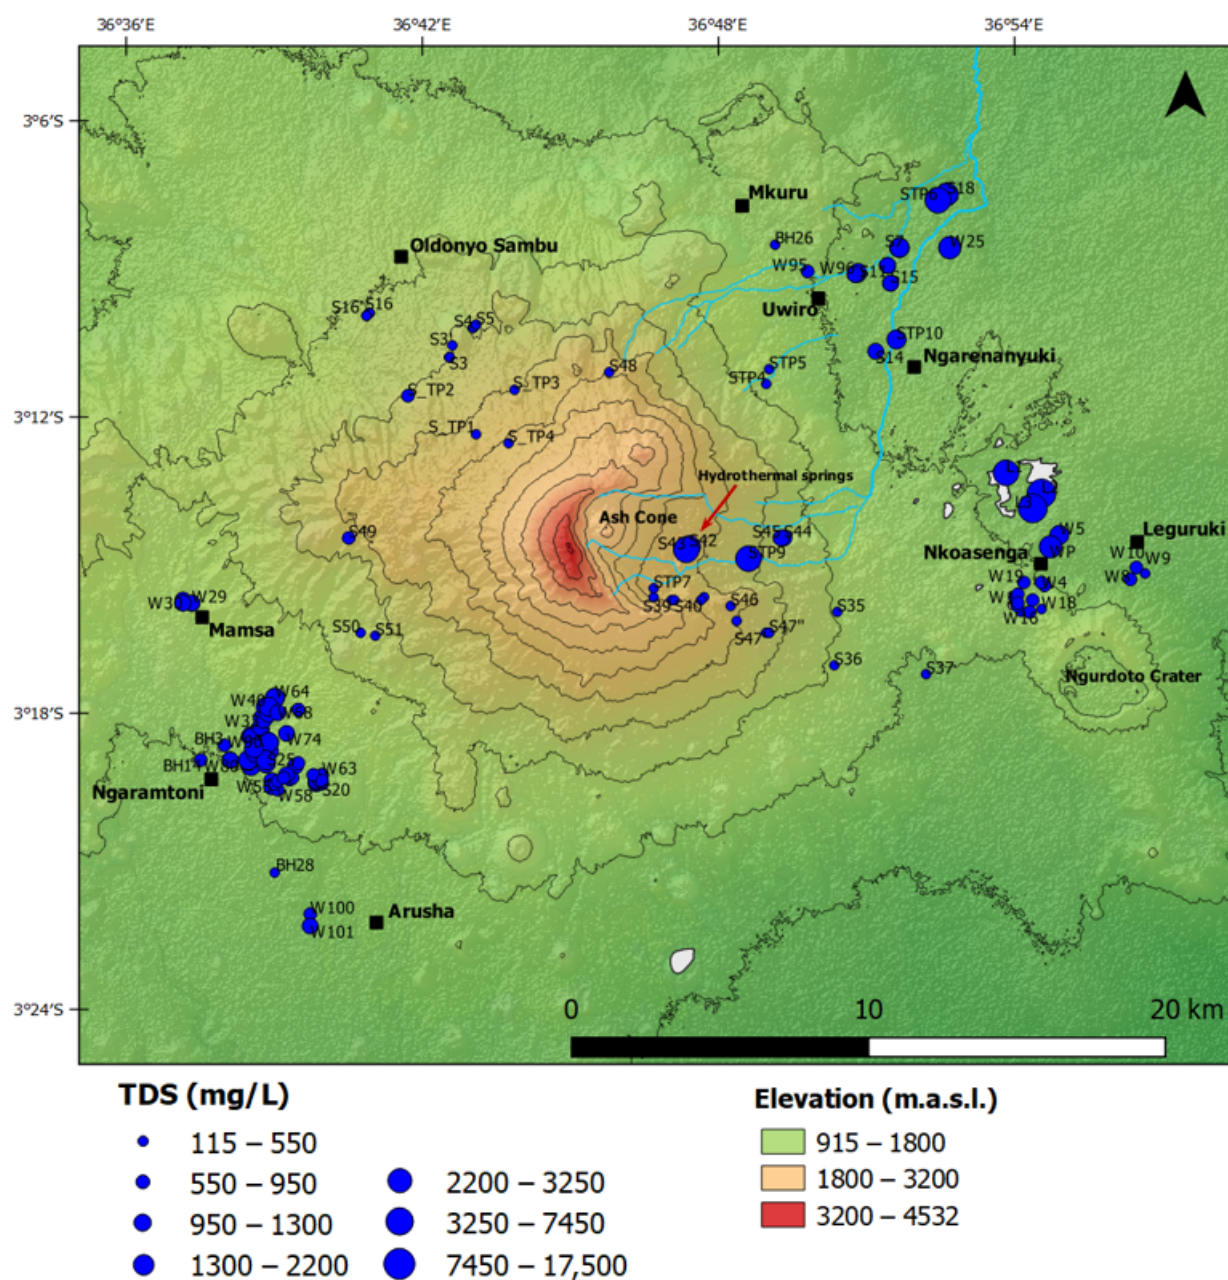 36°36'E 36°42'E 36°48'E 36°54'E
3°6'S
STP6 S18
Mkuru
Oldonyo Sambu
BH26
S7 W25
W95 W96 S11
S15
Uwiro
S16' S16
S4 S5
S3'
S3
STP10
S14 Ngarenanyuki
S48
STP5
STP4
S_TP3
S_TP2
3°12'S
S_TP1
S_TP4
Hydrothermal springs
Ash Cone
S49
S43 S42
S45 S44
STP9
W5
WP
Leguruki
Nkoasenga
W10
W9
W8
W19 W4
STP7
S39 S40
S46
W18
W16
S35
W29
Mamsa
S50 S51
S47 S47"
S36
S37
Ngurdoto Crater
W64
3°18'S
W74
BH3
BH14
S25
W63
Ngaramtoni
W58
S20
BH28
W100
W101
Arusha
3°24'S
0 10 20 km
TDS (mg/L)
115 – 550
550 – 950
950 – 1300
1300 – 2200
2200 – 3250
3250 – 7450
7450 – 17,500
Elevation (m.a.s.l.)
915 – 1800
1800 – 3200
3200 – 4532